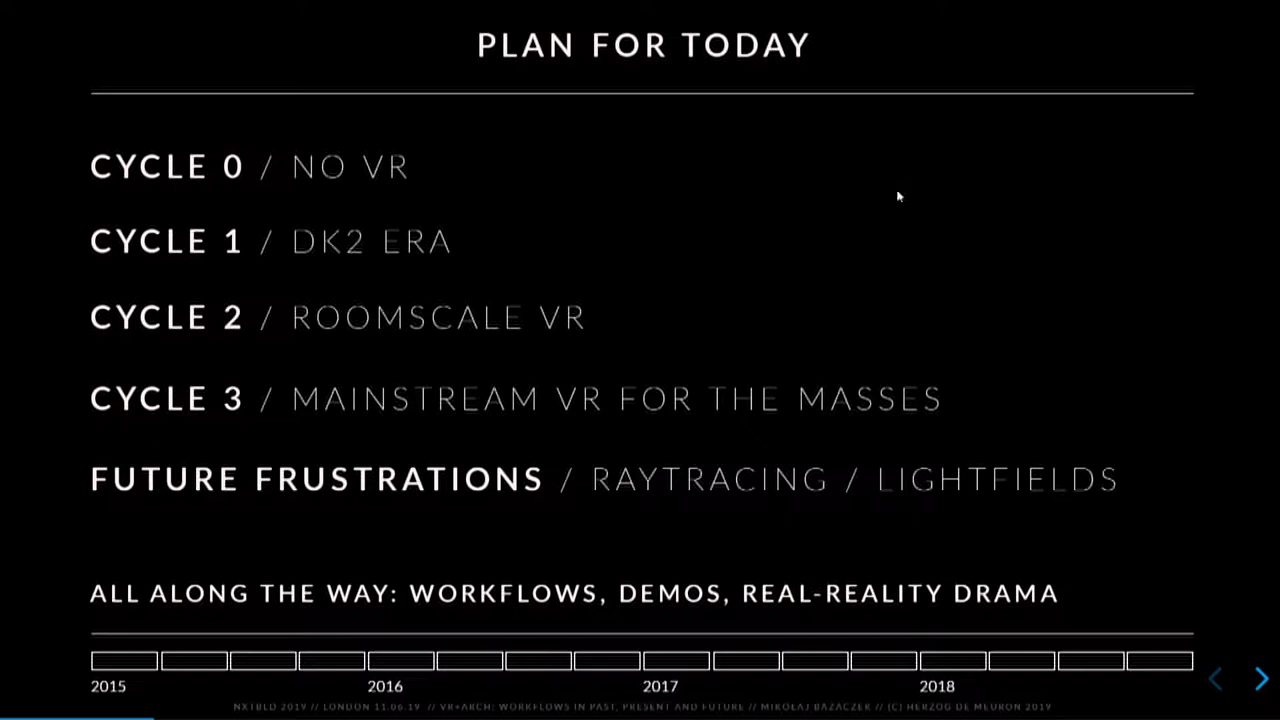 PLAN FOR TODAY
CYCLE 0 / NO VR
CYCLE 1 / DK2 ERA
CYCLE 2 / ROOMSCALE VR
CYCLE 3 / MAINSTREAM VR FOR THE MASSES
FUTURE FRUSTRATIONS / RAYTRACING / LIGHTFIELDS
ALL ALONG THE WAY: WORKFLOWS, DEMOS, REAL-REALITY DRAMA
2015 2016 2017 2018
NXTBLD 2019 // LONDON 11.06.19 // VR+ARCH: WORKFLOWS IN PAST, PRESENT AND FUTURE // MIKOŁAJ BAZACZEK // (C) HERZOG DE MEURON 2019